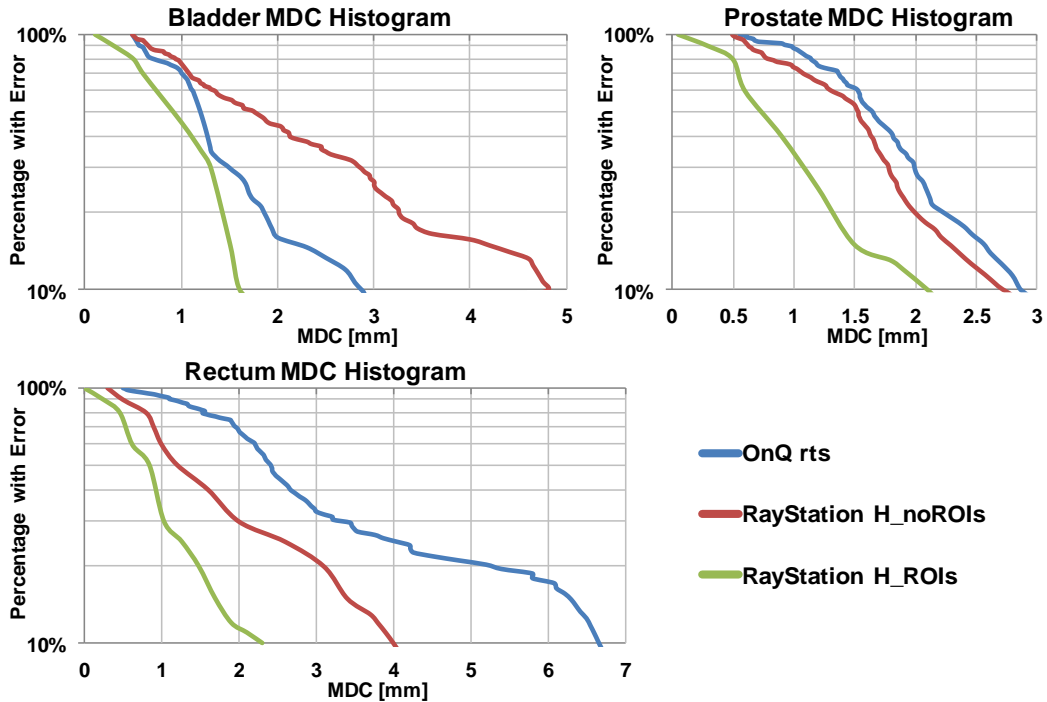 Bladder MDC Histogram
100%
10%
Percentage with Error
0 1 2 3 4 5
MDC [mm]
Prostate MDC Histogram
100%
10%
Percentage with Error
0 0.5 1 1.5 2 2.5 3
MDC [mm]
Rectum MDC Histogram
100%
10%
Percentage with Error
0 1 2 3 4 5 6 7
MDC [mm]
OnQ rts
RayStation H_noROIs
RayStation H_ROIs